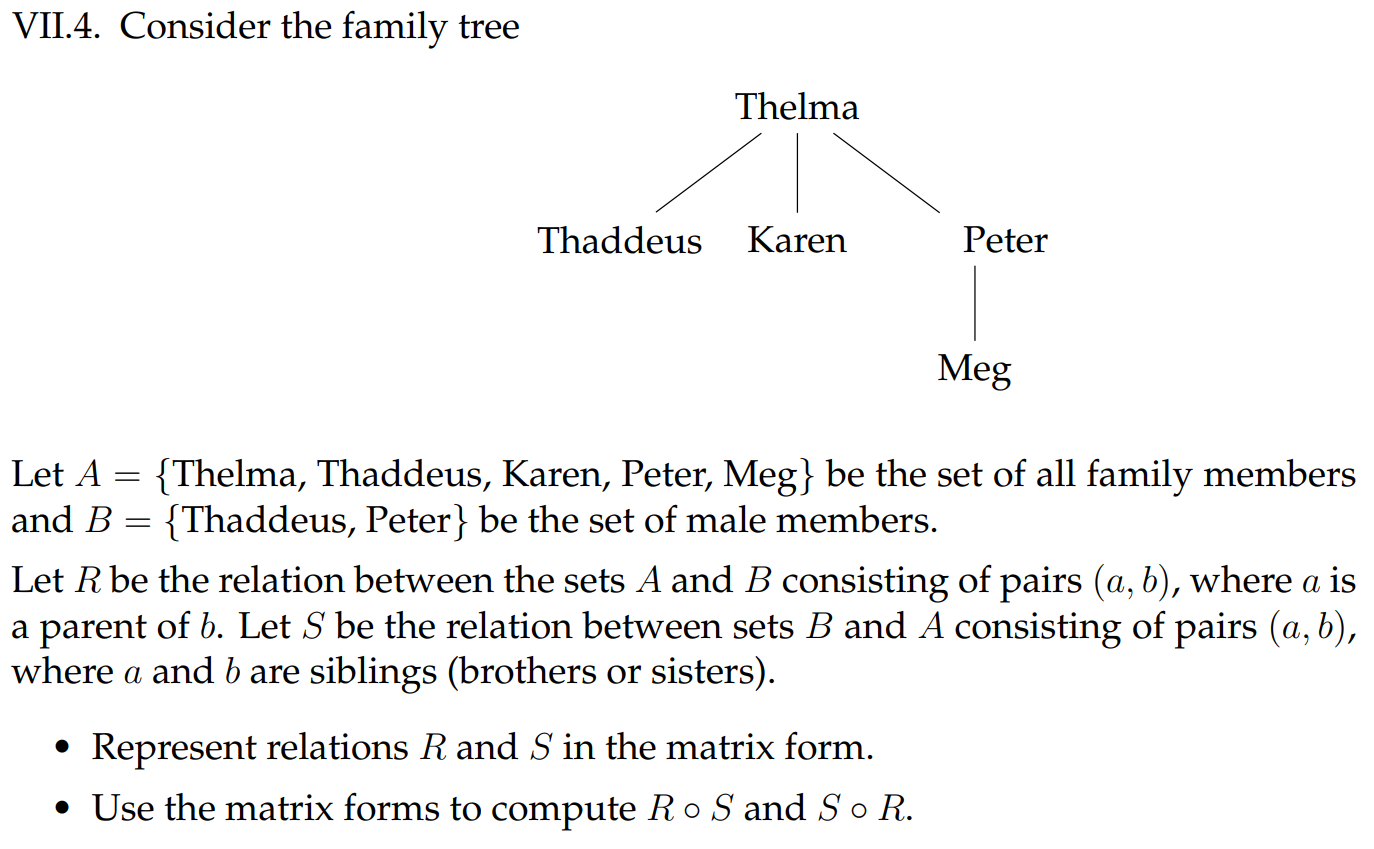 VII.4. Consider the family tree
Thelma
Thaddeus Karen Peter
Meg
Let A = {Thelma, Thaddeus, Karen, Peter, Meg} be the set of all family members
and B = {Thaddeus, Peter} be the set of male members.
Let R be the relation between the sets A and B consisting of pairs (a, b), where a is
a parent of b. Let S be the relation between sets B and A consisting of pairs (a, b),
where a and b are siblings (brothers or sisters).
• Represent relations R and S in the matrix form.
• Use the matrix forms to compute R ∘ S and S ∘ R.